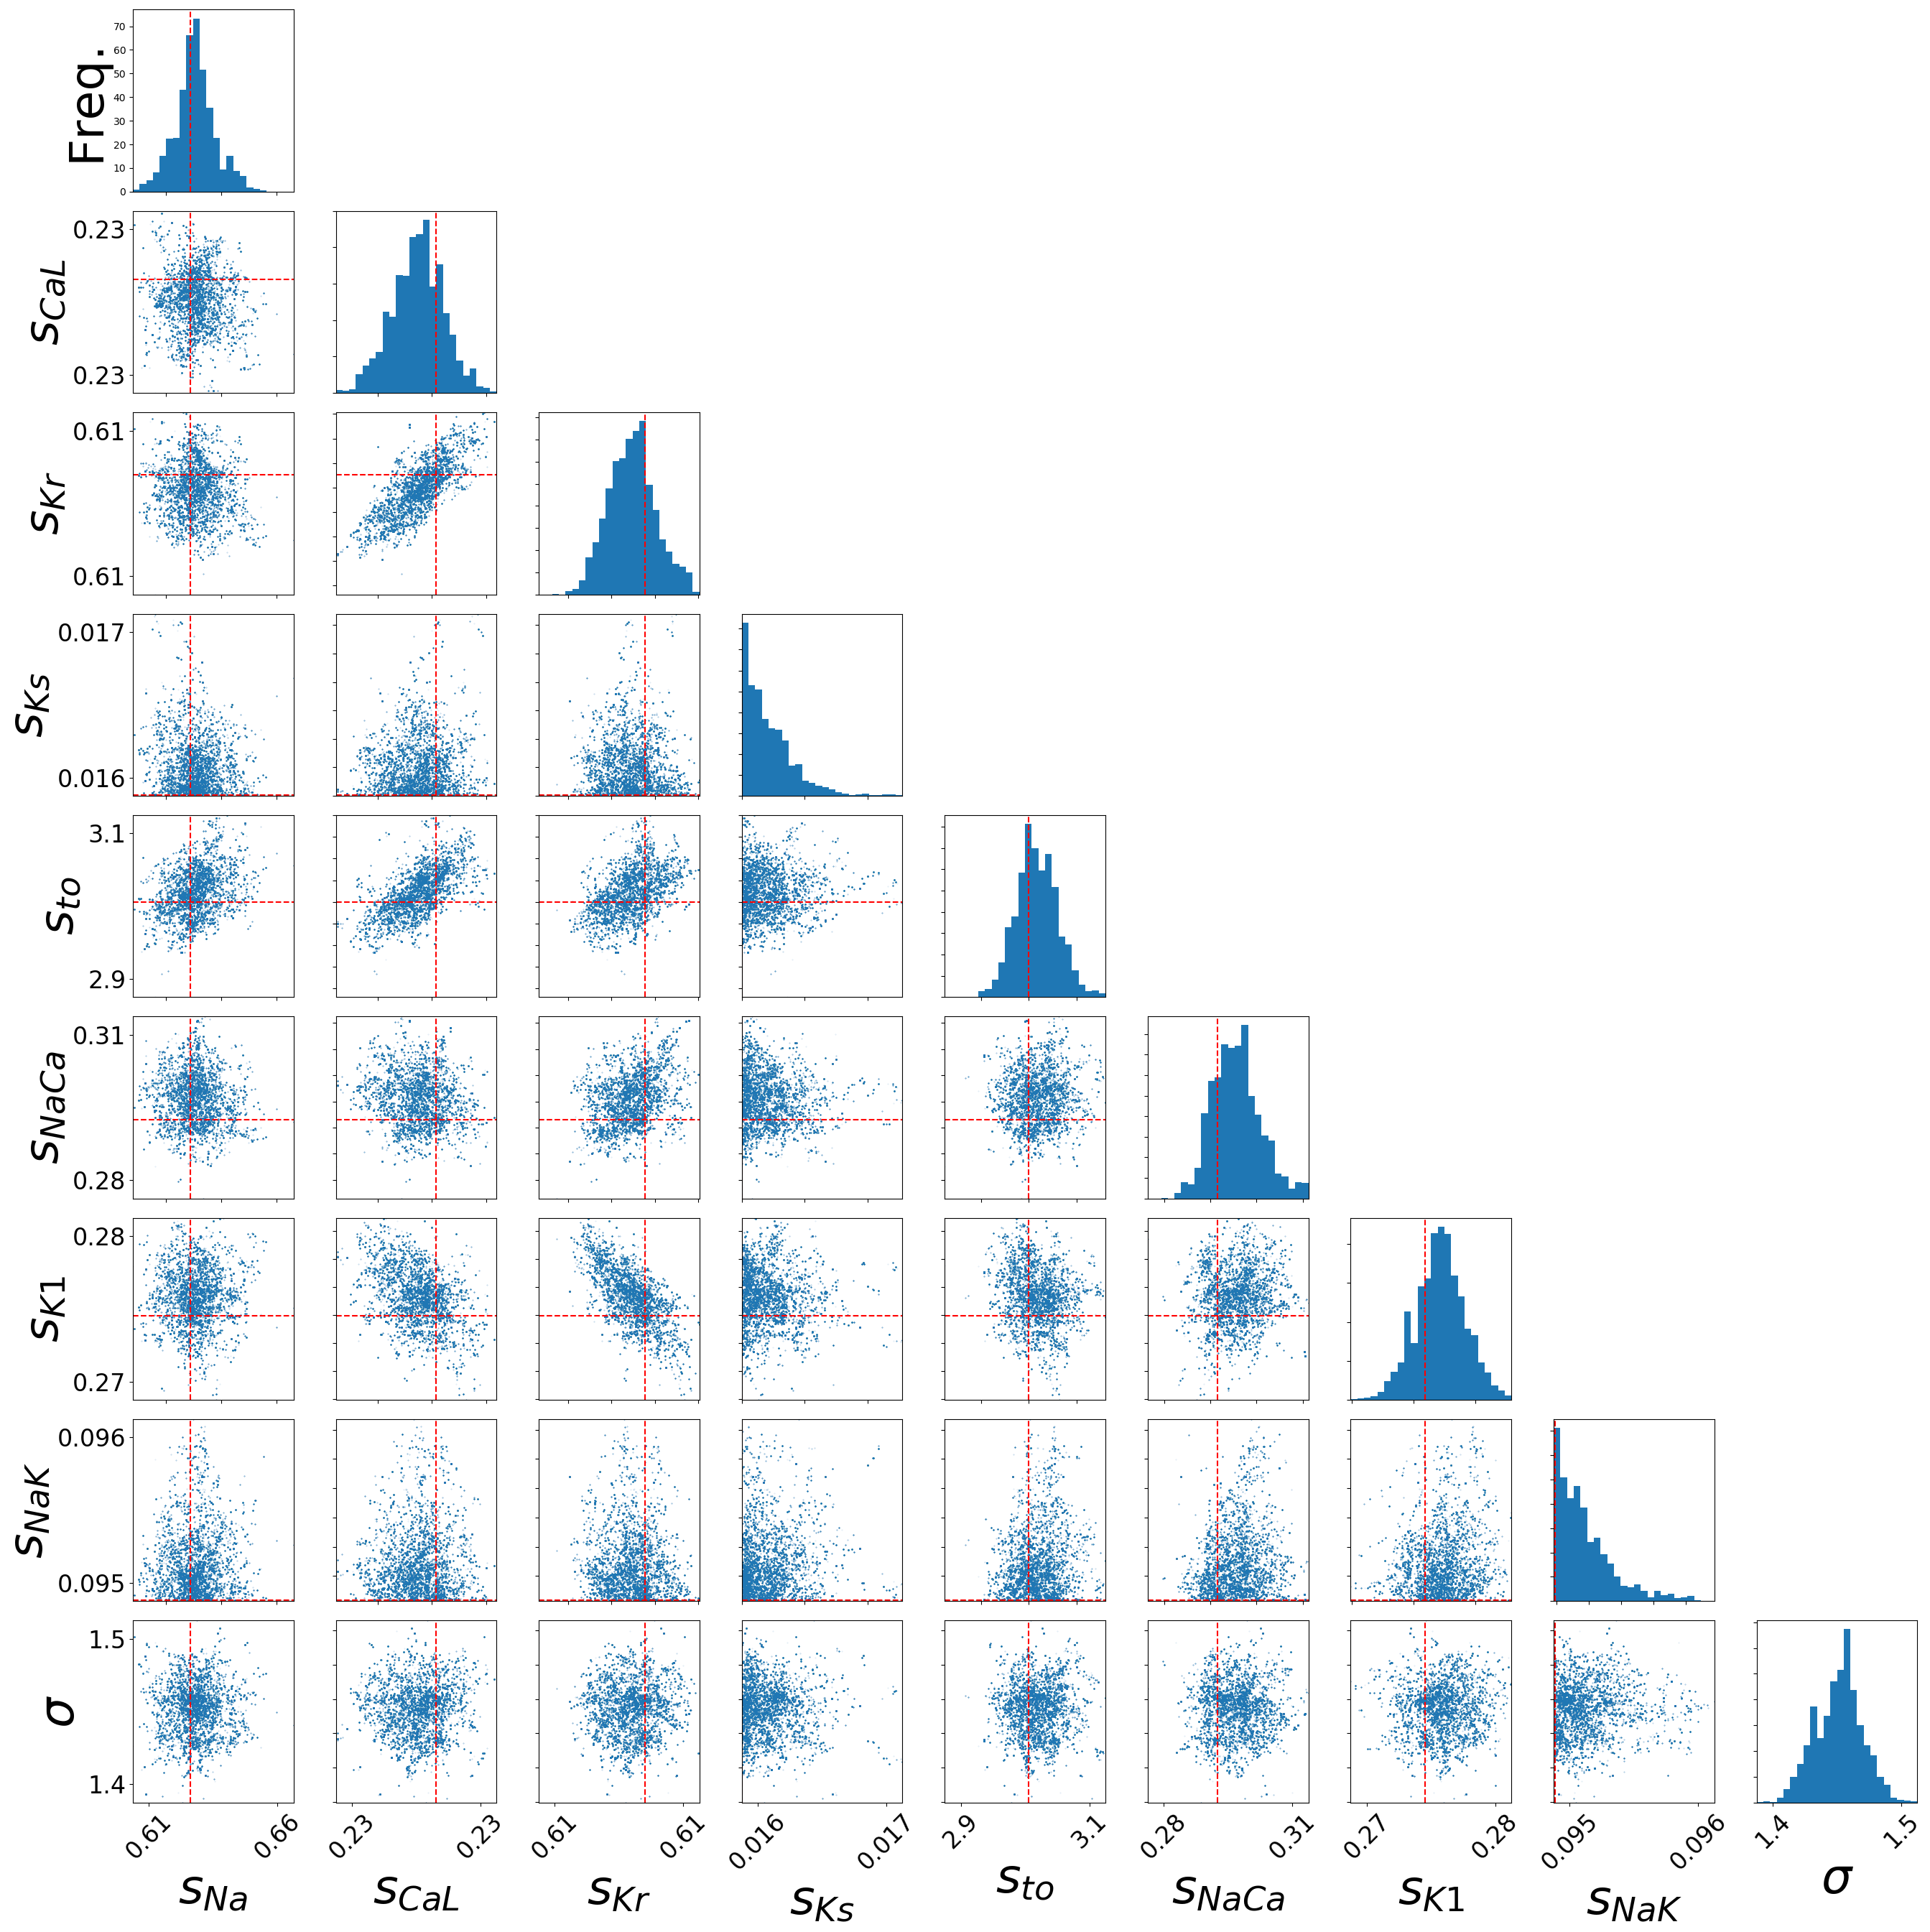 Freq.
70
60
50
40
30
20
10
0
s_CaL
0.23
0.23
s_Kr
0.61
0.61
s_Ks
0.017
0.016
s_to
3.1
2.9
s_NaCa
0.31
0.28
s_K1
0.28
0.27
s_NaK
0.096
0.095
σ
1.5
1.4
0.61 0.66 0.23 0.23 0.61 0.61 0.016 0.017 2.9 3.1 0.28 0.31 0.27 0.28 0.095 0.096 1.4 1.5
s_Na s_CaL s_Kr s_Ks s_to s_NaCa s_K1 s_NaK σ